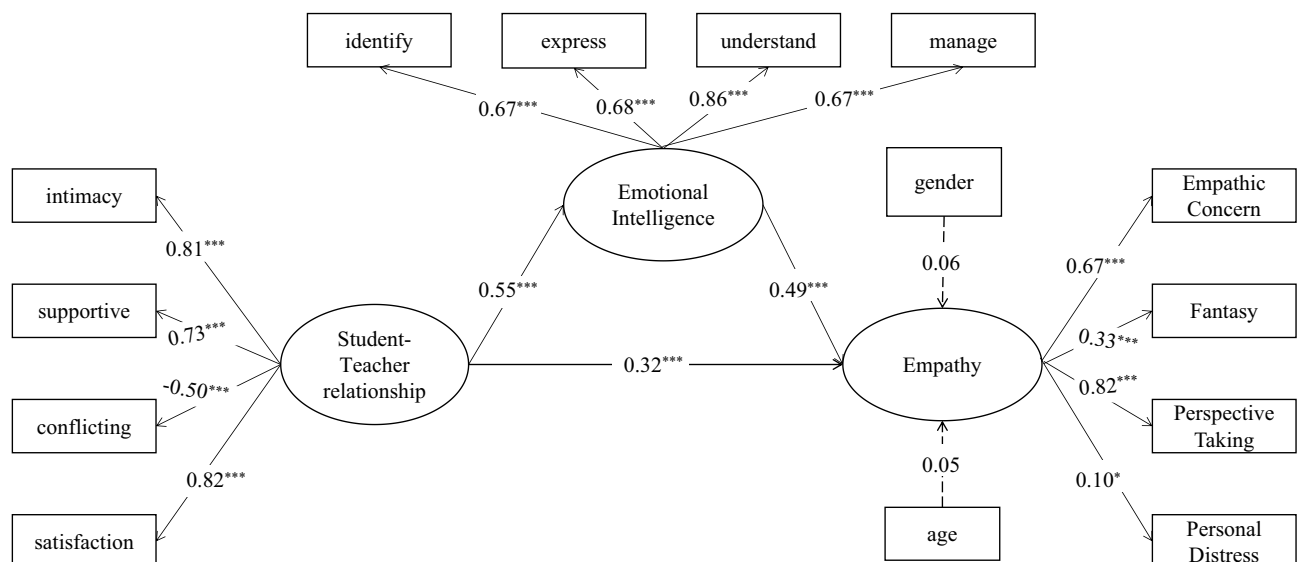 identify
express
understand
manage
0.67***
0.68***
0.86***
0.67***
intimacy
supportive
conflicting
satisfaction
0.81***
0.73***
-0.50***
0.82***
Student-
Teacher
relationship
0.55***
Emotional
Intelligence
0.49***
0.32***
gender
0.06
Empathy
0.05
age
0.67***
0.33***
0.82***
0.10*
Empathic
Concern
Fantasy
Perspective
Taking
Personal
Distress